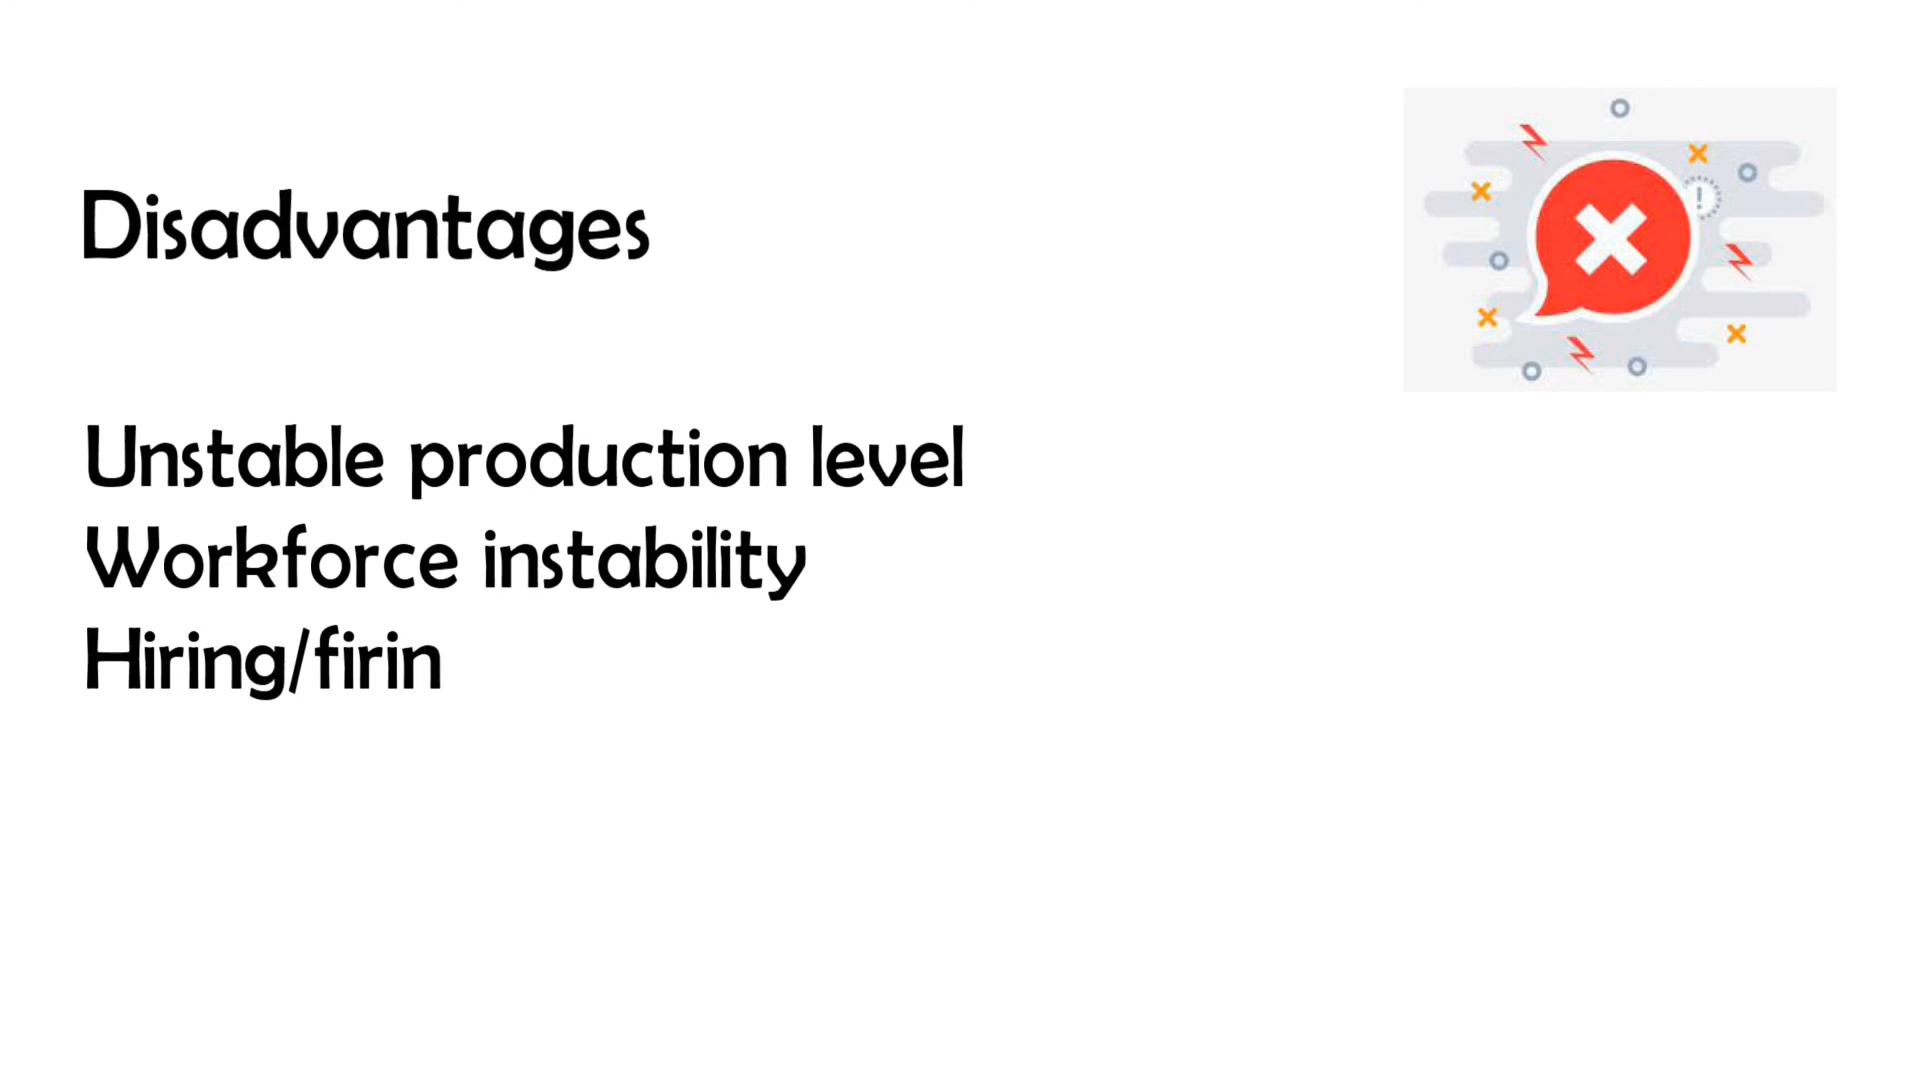 Disadvantages
Unstable production level
Workforce instability
Hiring/firin